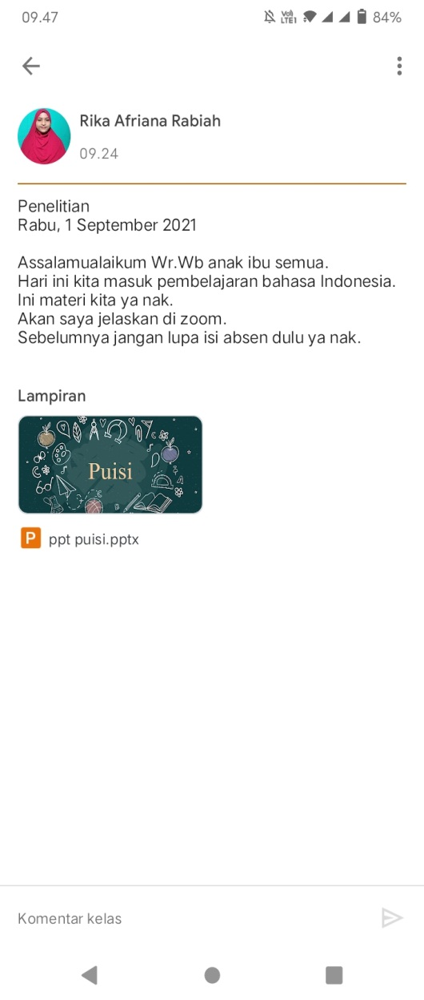 09.47
Vo)
LTE1
84%
Rika Afriana Rabiah
09.24
Penelitian
Rabu, 1 September 2021
Assalamualaikum Wr.Wb anak ibu semua.
Hari ini kita masuk pembelajaran bahasa Indonesia.
Ini materi kita ya nak.
Akan saya jelaskan di zoom.
Sebelumnya jangan lupa isi absen dulu ya nak.
Lampiran
Puisi
P ppt puisi.pptx
Komentar kelas